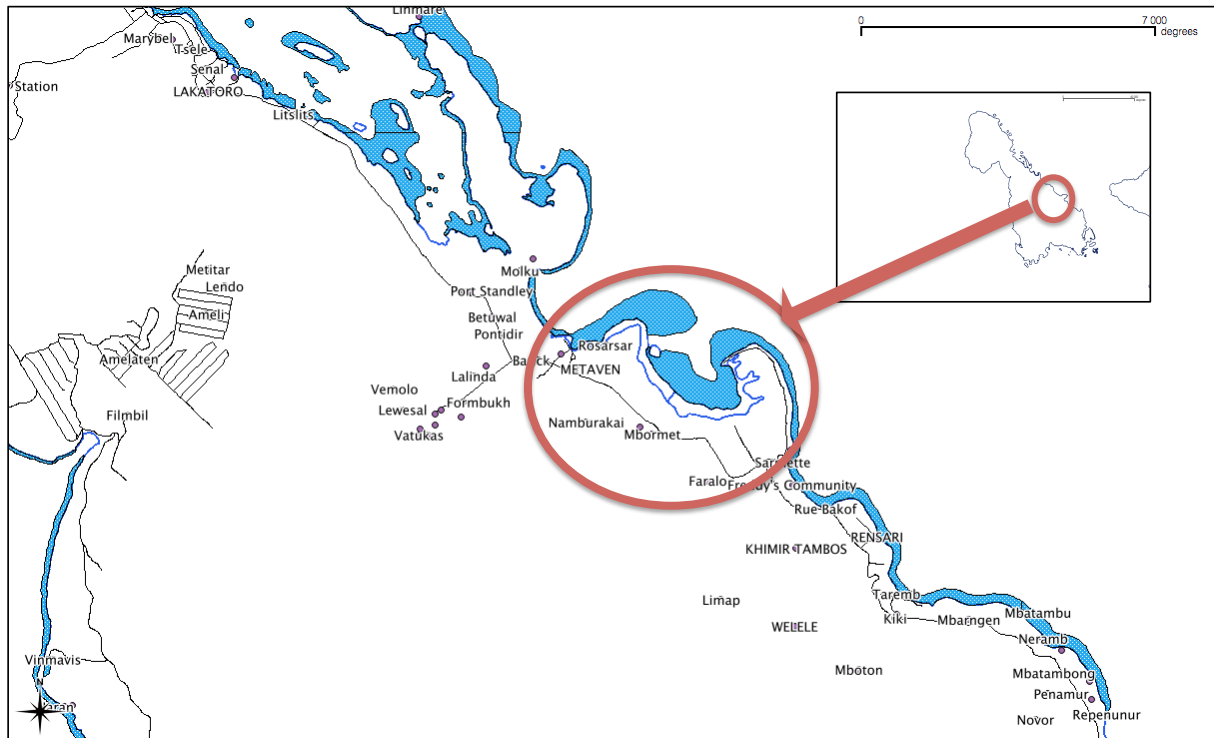 Linmare
0
7 000
degrees
Marybel
Tsele
Senal
Station
LAKATORO
Litslits
Metitar
Lendo
Ameli
Amelaten
Filmbil
Molku
Port Standley
Betuwal
Pontidir
Rosarsar
METAVEN
Lalinda
Vemolo
Lewesal
Formbukh
Vatukas
Namburakai
Mbormet
Faralo
Freddy's Community
Rue Bakof
RENSARI
KHIMIR TAMBOS
Taremb
Limap
Kiki
Mbarngen
Mbatambu
WELELE
Neramb
Vinmavis
Mboton
Mbatambong
Penamur
Novor
Repenunur
N